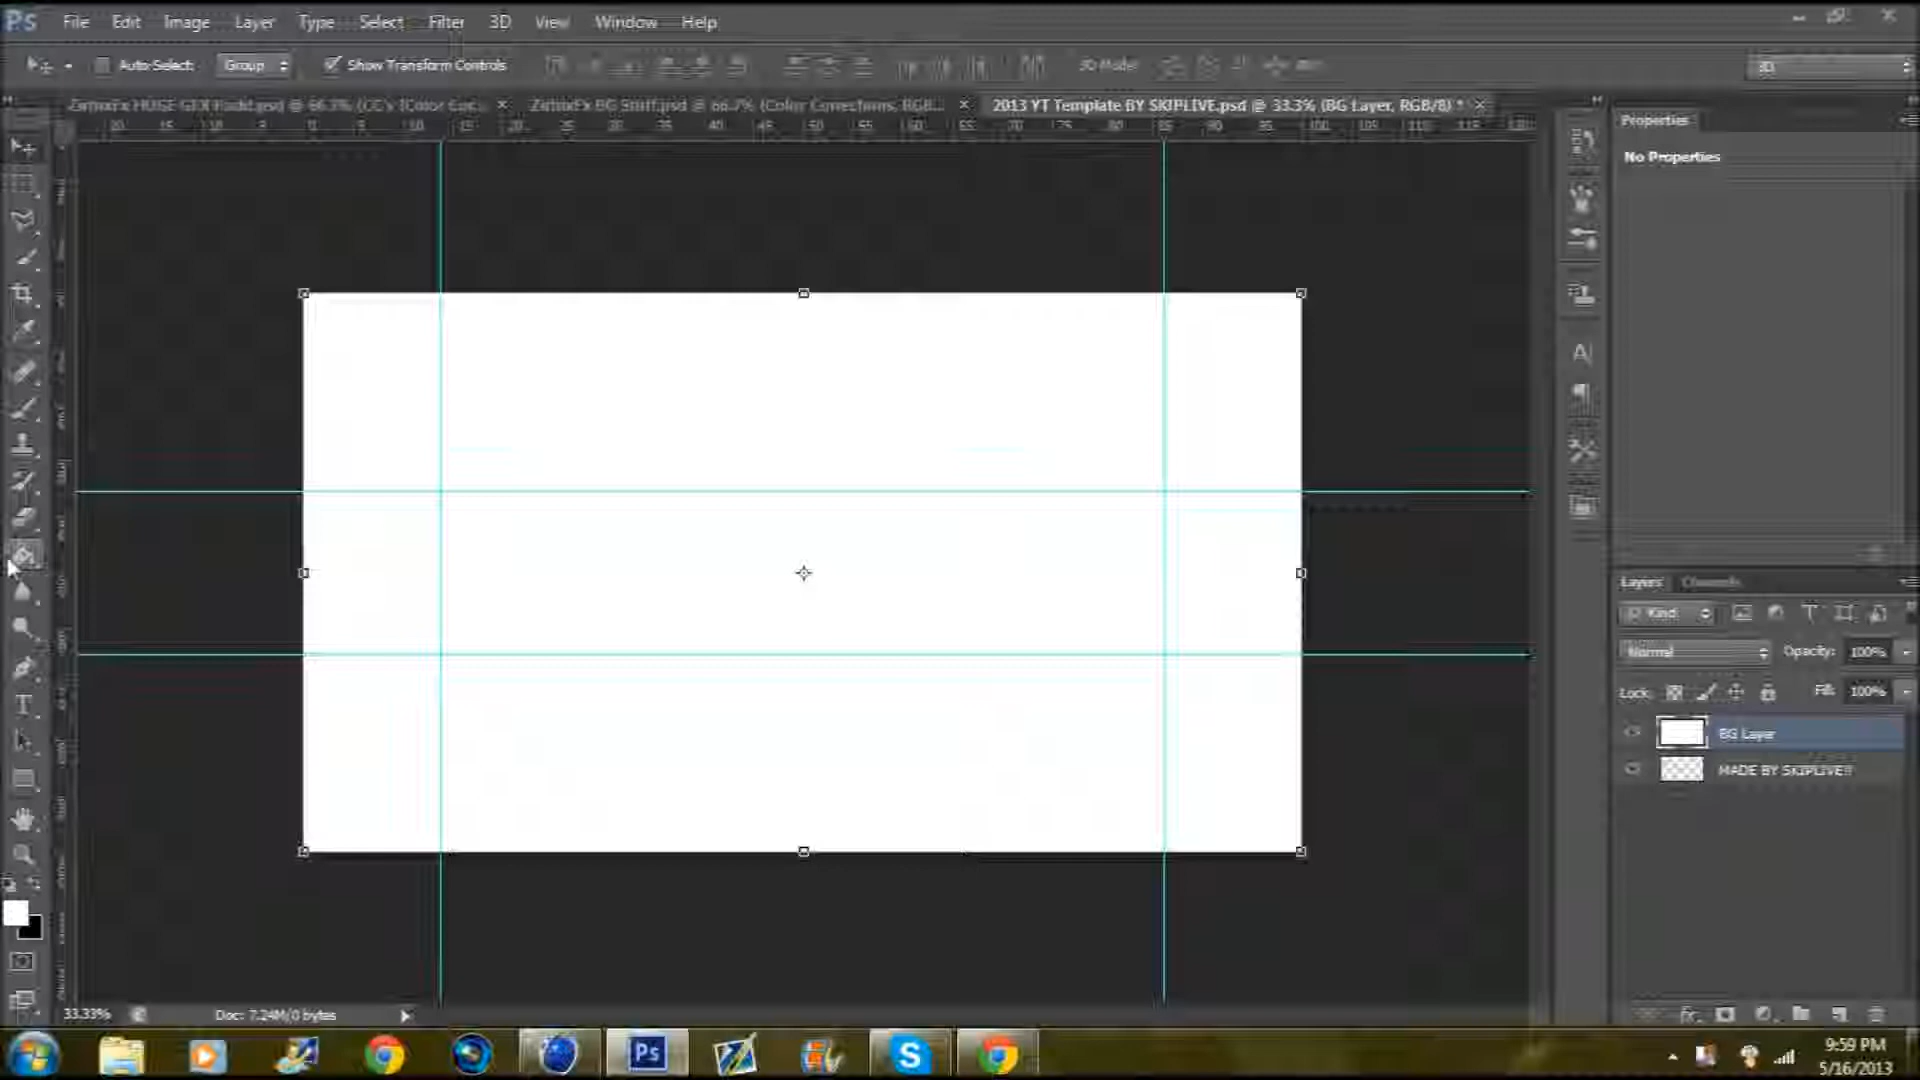 Ps File Edit Image Layer Type Select Filter 3D View Window Help
Auto-Select: Group Show Transform Controls 3D Mode: 3D
2013 YT Template BY SKIPLIVE.psd @ 33.3% (BG Layer, RGB/8) *
Properties
No Properties
Layers Channels
Kind
Normal Opacity: 100%
Lock: Fill: 100%
BG Layer
MADE BY SKIPLIVE!!
33.33% Doc: 7.24M/0 bytes
Ps
9:59 PM
5/16/2013